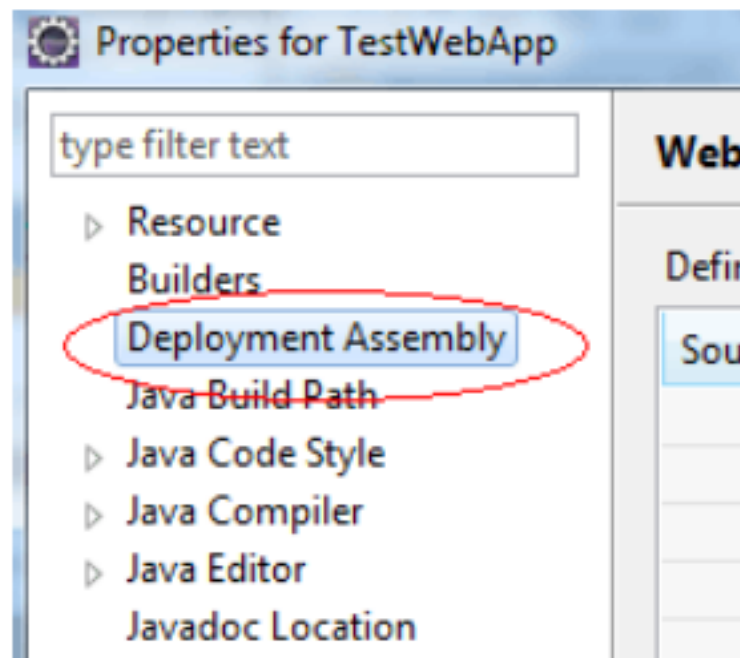 Properties for TestWebApp
type filter text
Web
Resource
Builders
Defin
Deployment Assembly
Sou
Java Build Path
Java Code Style
Java Compiler
Java Editor
Javadoc Location